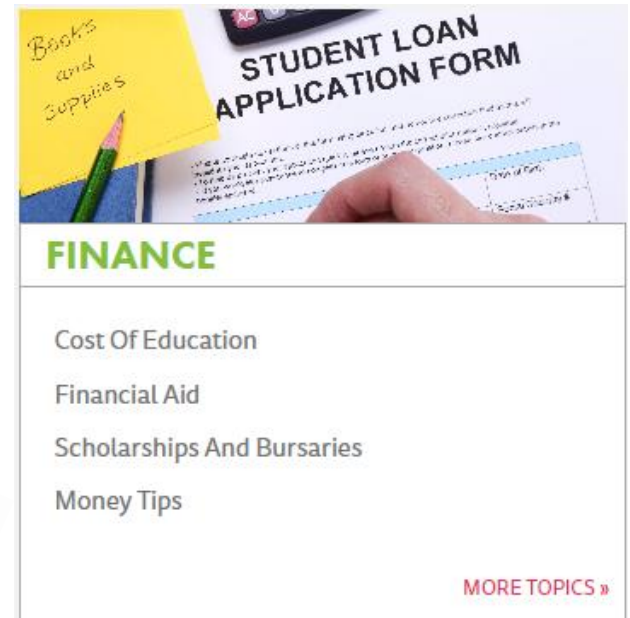 Books
and
Supplies
AC
STUDENT LOAN
APPLICATION FORM
FINANCE
Cost Of Education
Financial Aid
Scholarships And Bursaries
Money Tips
MORE TOPICS »